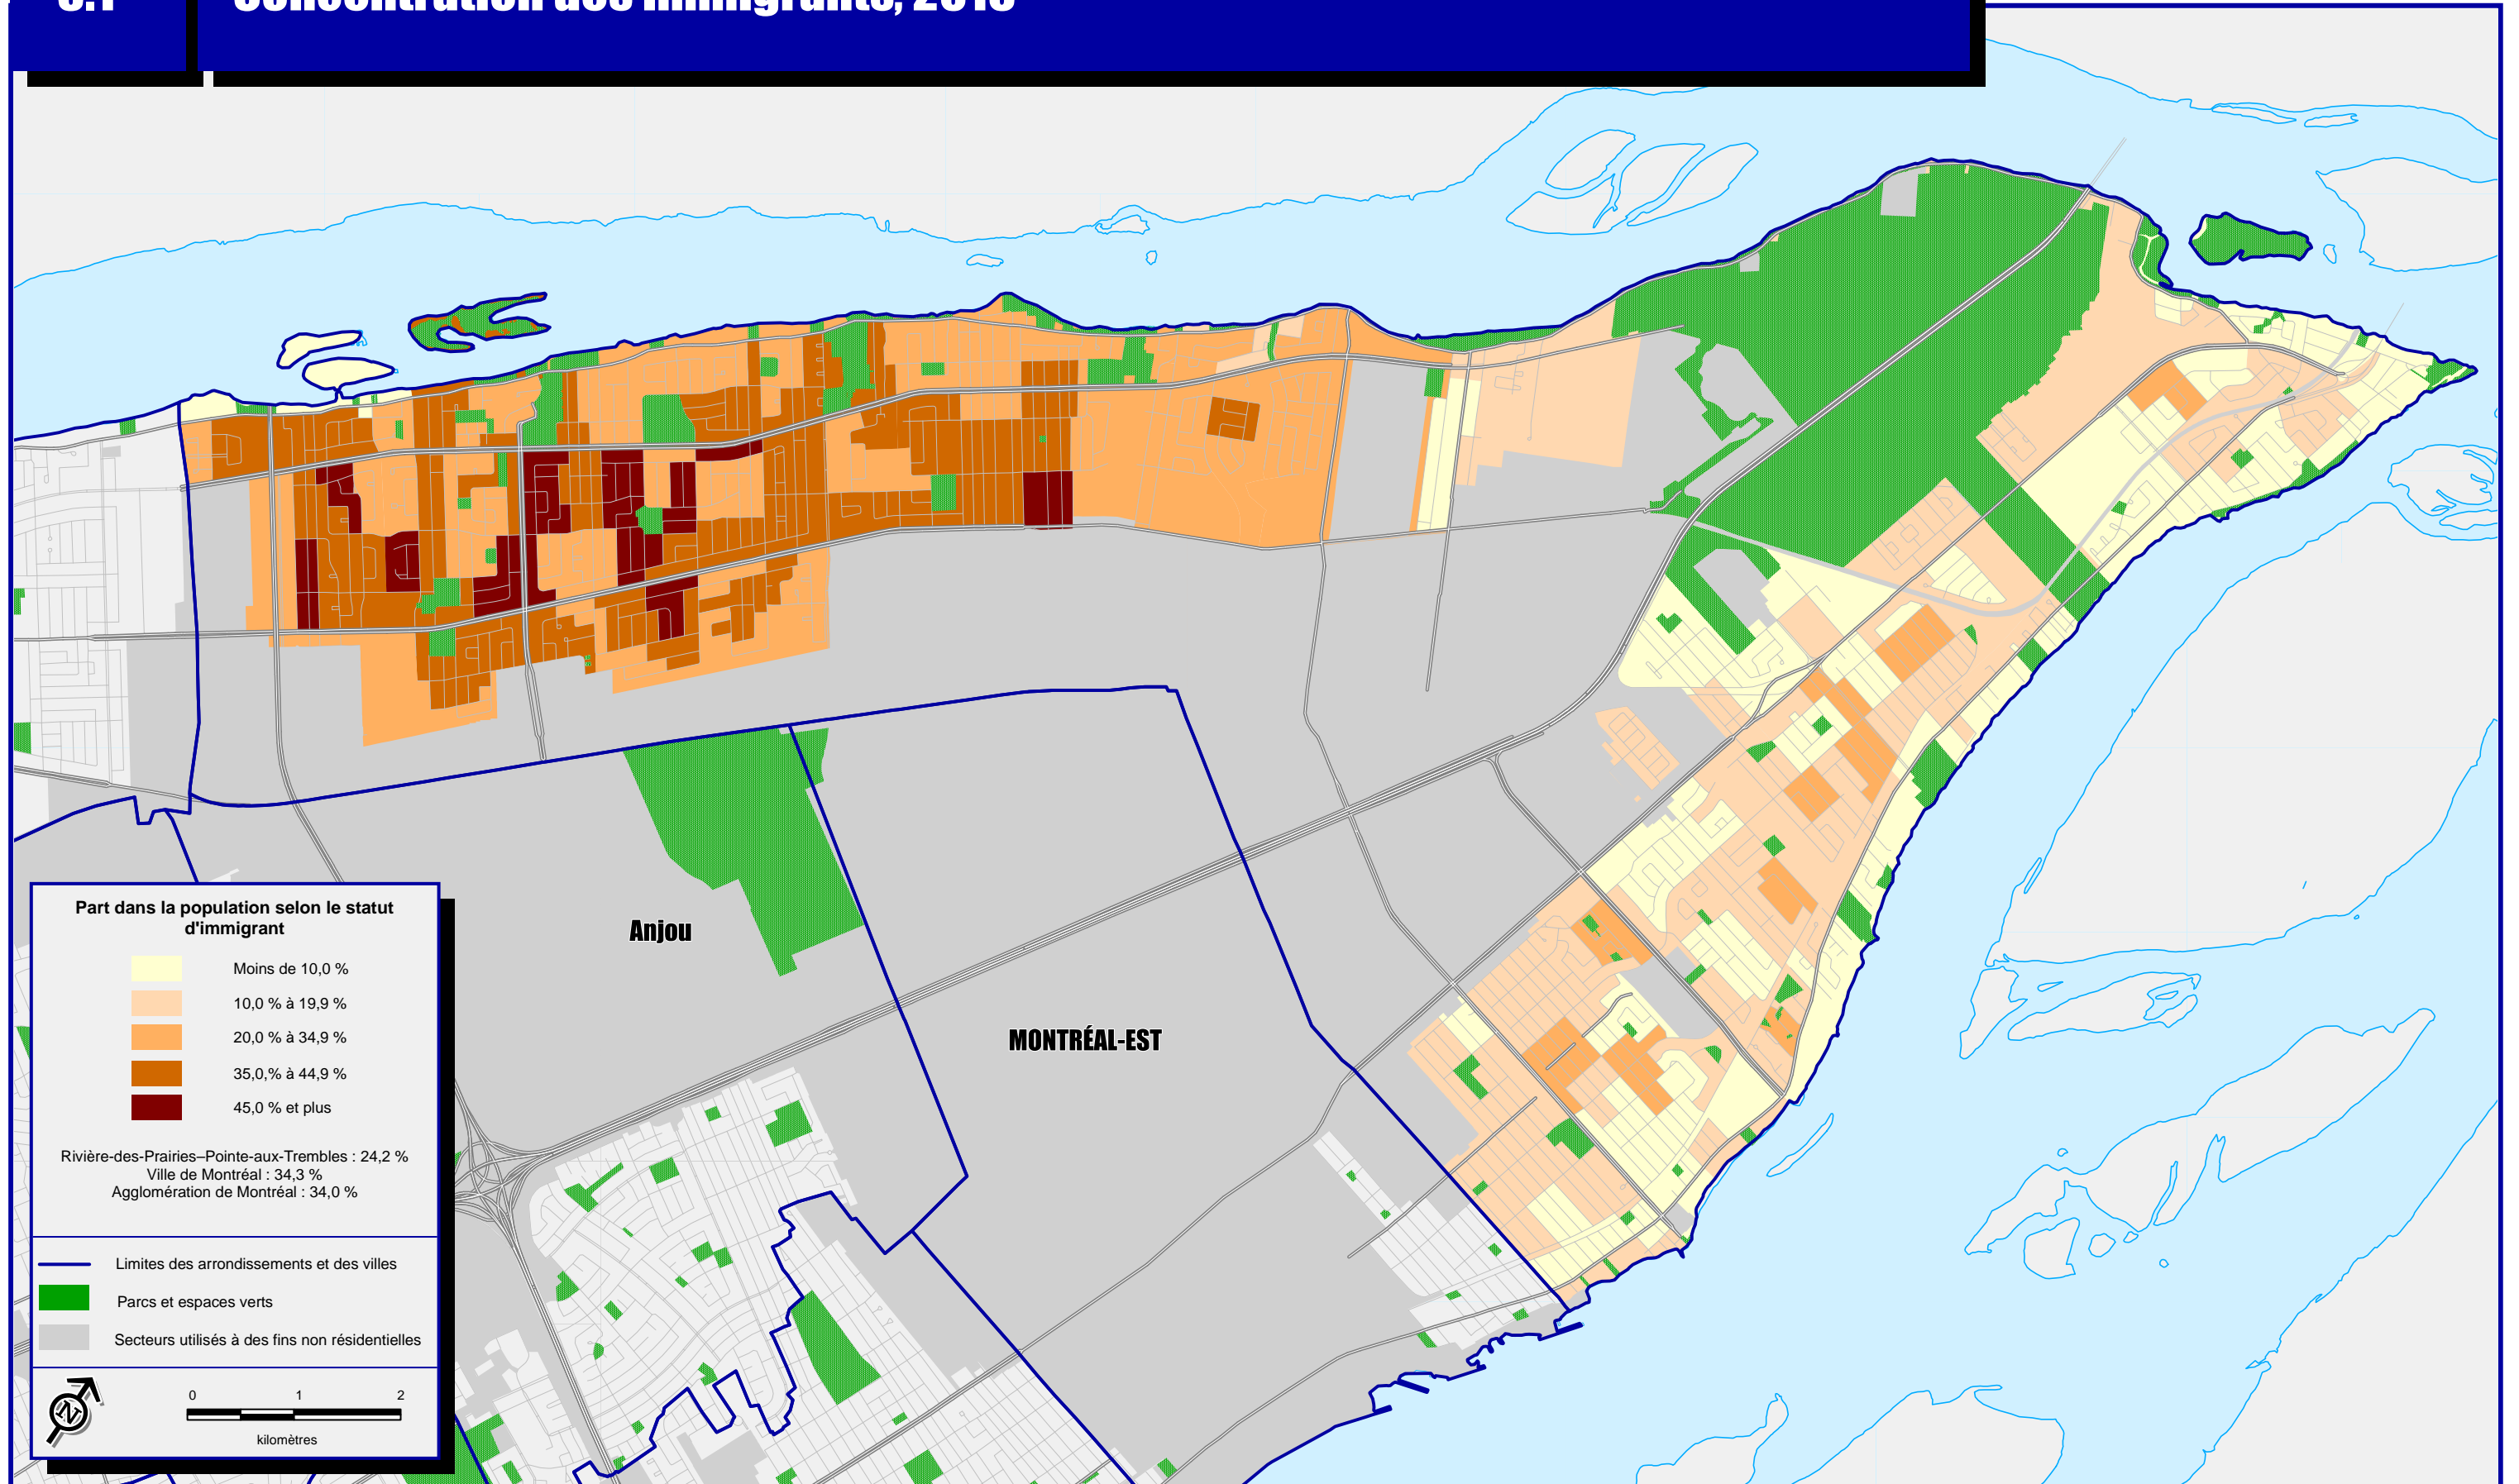 Anjou
MONTRÉAL-EST
Part dans la population selon le statut
d'immigrant
Moins de 10,0 %
10,0 % à 19,9 %
20,0 % à 34,9 %
35,0,% à 44,9 %
45,0 % et plus
Rivière-des-Prairies–Pointe-aux-Trembles : 24,2 %
Ville de Montréal : 34,3 %
Agglomération de Montréal : 34,0 %
Limites des arrondissements et des villes
Parcs et espaces verts
Secteurs utilisés à des fins non résidentielles
N
0 1 2
kilomètres